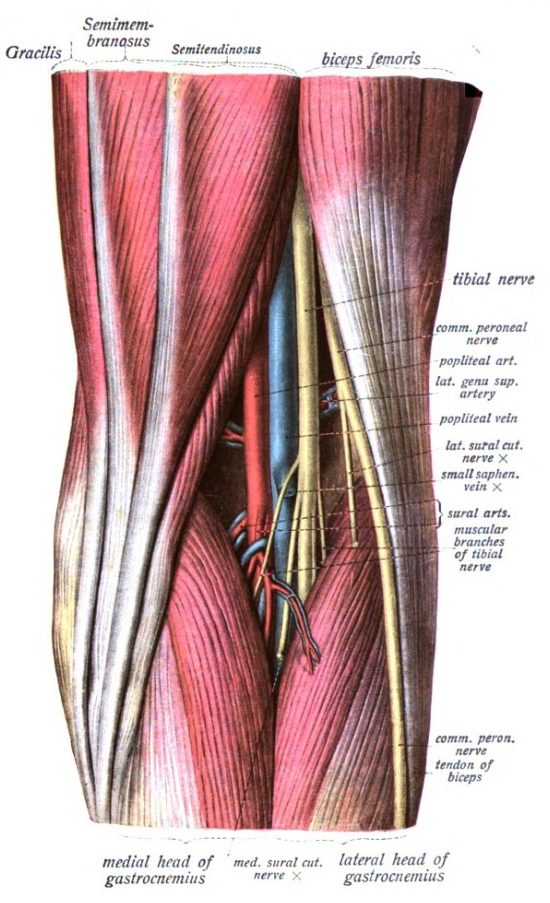 Semimem-
branosus
Gracilis
Semitendinosus
biceps femoris
tibial nerve
comm. peroneal
nerve
popliteal art.
lat. genu sup.
artery
popliteal vein
lat. sural cut.
nerve ×
small saphen.
vein ×
sural arts.
muscular
branches
of tibial
nerve
comm. peron.
nerve
tendon of
biceps
medial head of
gastrocnemius
med. sural cut.
nerve ×
lateral head of
gastrocnemius